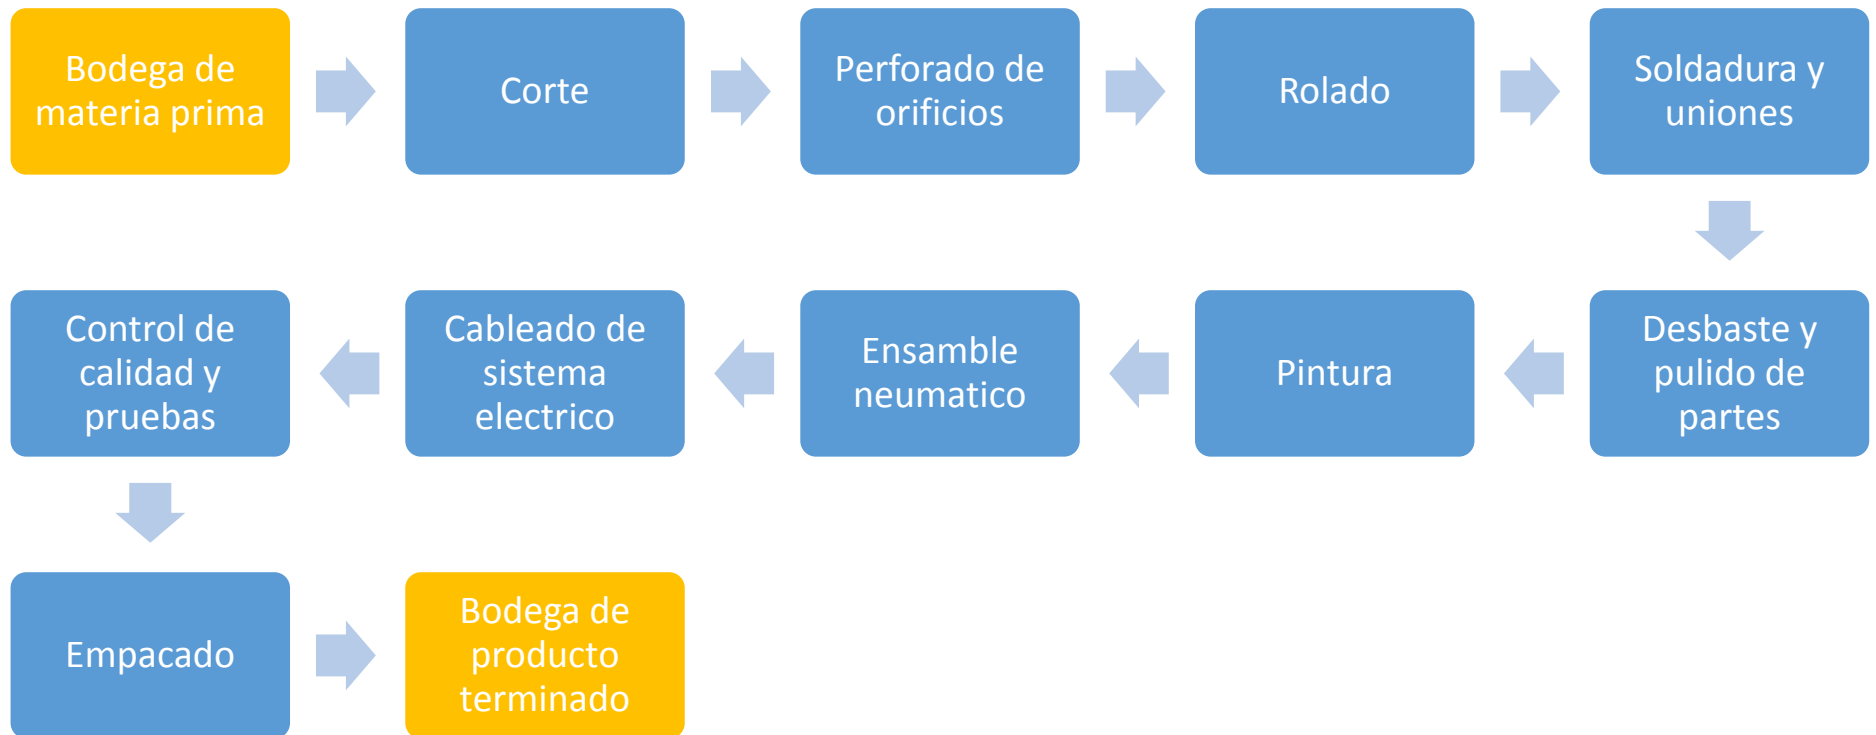 Bodega de
materia prima
Corte
Perforado de
orificios
Rolado
Soldadura y
uniones
Desbaste y
pulido de
partes
Pintura
Ensamble
neumatico
Cableado de
sistema
electrico
Control de
calidad y
pruebas
Empacado
Bodega de
producto
terminado